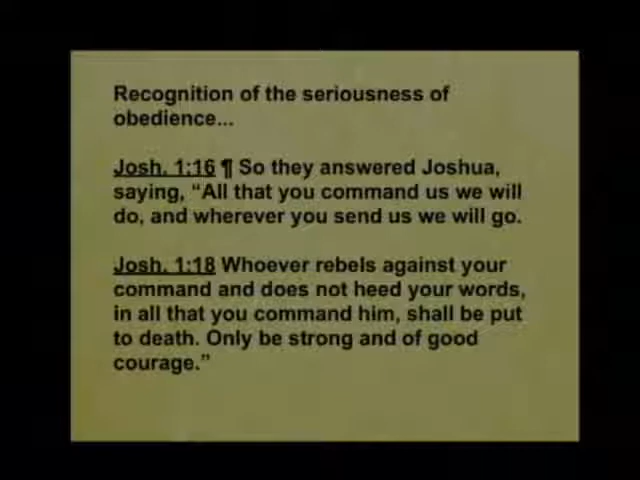 Recognition of the seriousness of
obedience...
Josh. 1:16 ¶ So they answered Joshua,
saying, “All that you command us we will
do, and wherever you send us we will go.
Josh. 1:18 Whoever rebels against your
command and does not heed your words,
in all that you command him, shall be put
to death. Only be strong and of good
courage.”